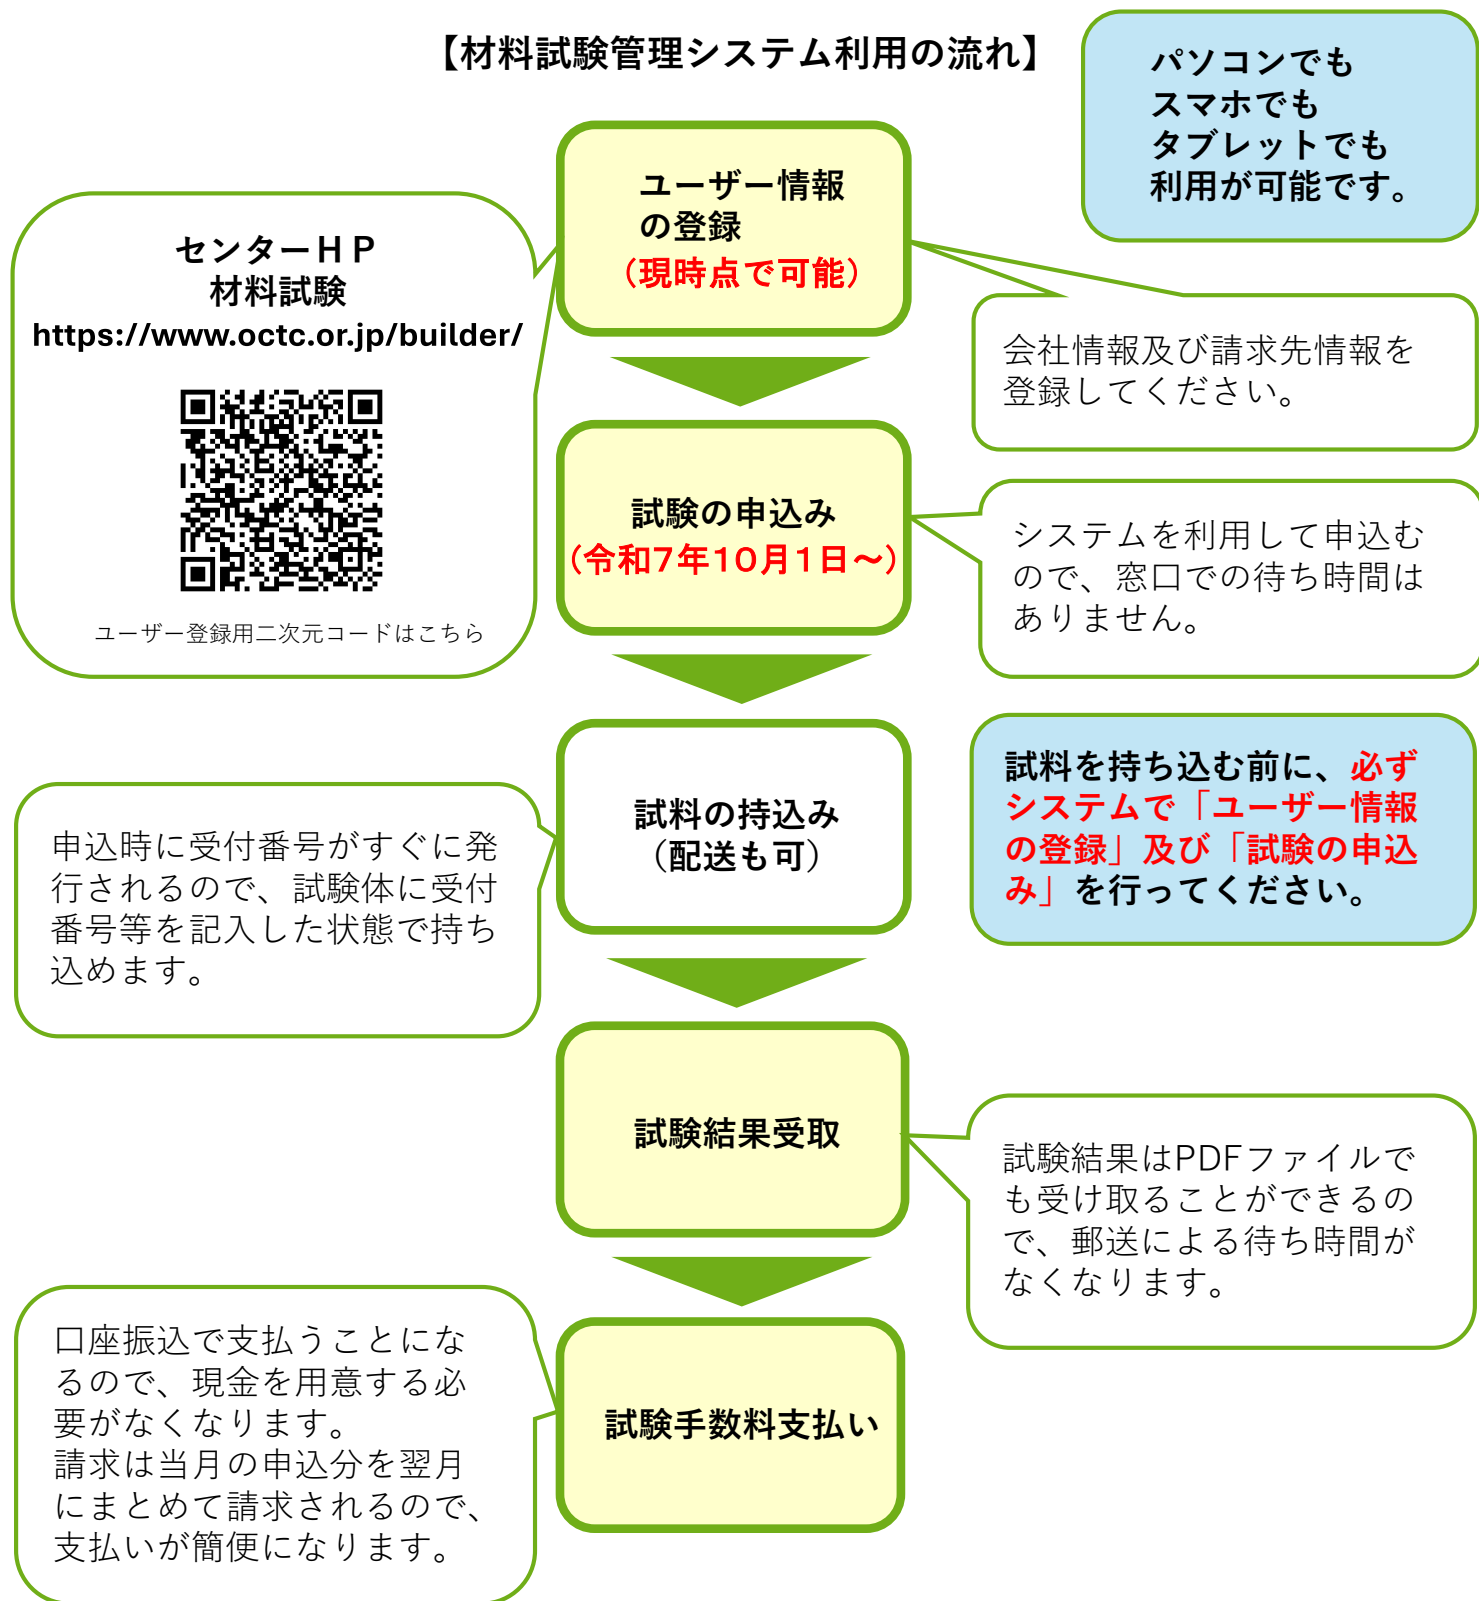 【材料試験管理システム利用の流れ】
パソコンでも
スマホでも
タブレットでも
利用が可能です。
ユーザー情報
の登録
（現時点で可能）
センターＨＰ
材料試験
https://www.octc.or.jp/builder/
ユーザー登録用二次元コードはこちら
会社情報及び請求先情報を
登録してください。
試験の申込み
（令和7年10月1日～）
システムを利用して申込む
ので、窓口での待ち時間は
ありません。
試料の持込み
（配送も可）
試料を持ち込む前に、必ず
システムで「ユーザー情報
の登録」及び「試験の申込
み」を行ってください。
申込時に受付番号がすぐに発
行されるので、試験体に受付
番号等を記入した状態で持ち
込めます。
試験結果受取
試験結果はPDFファイルで
も受け取ることができるの
で、郵送による待ち時間が
なくなります。
試験手数料支払い
口座振込で支払うことにな
るので、現金を用意する必
要がなくなります。
請求は当月の申込分を翌月
にまとめて請求されるので、
支払いが簡便になります。